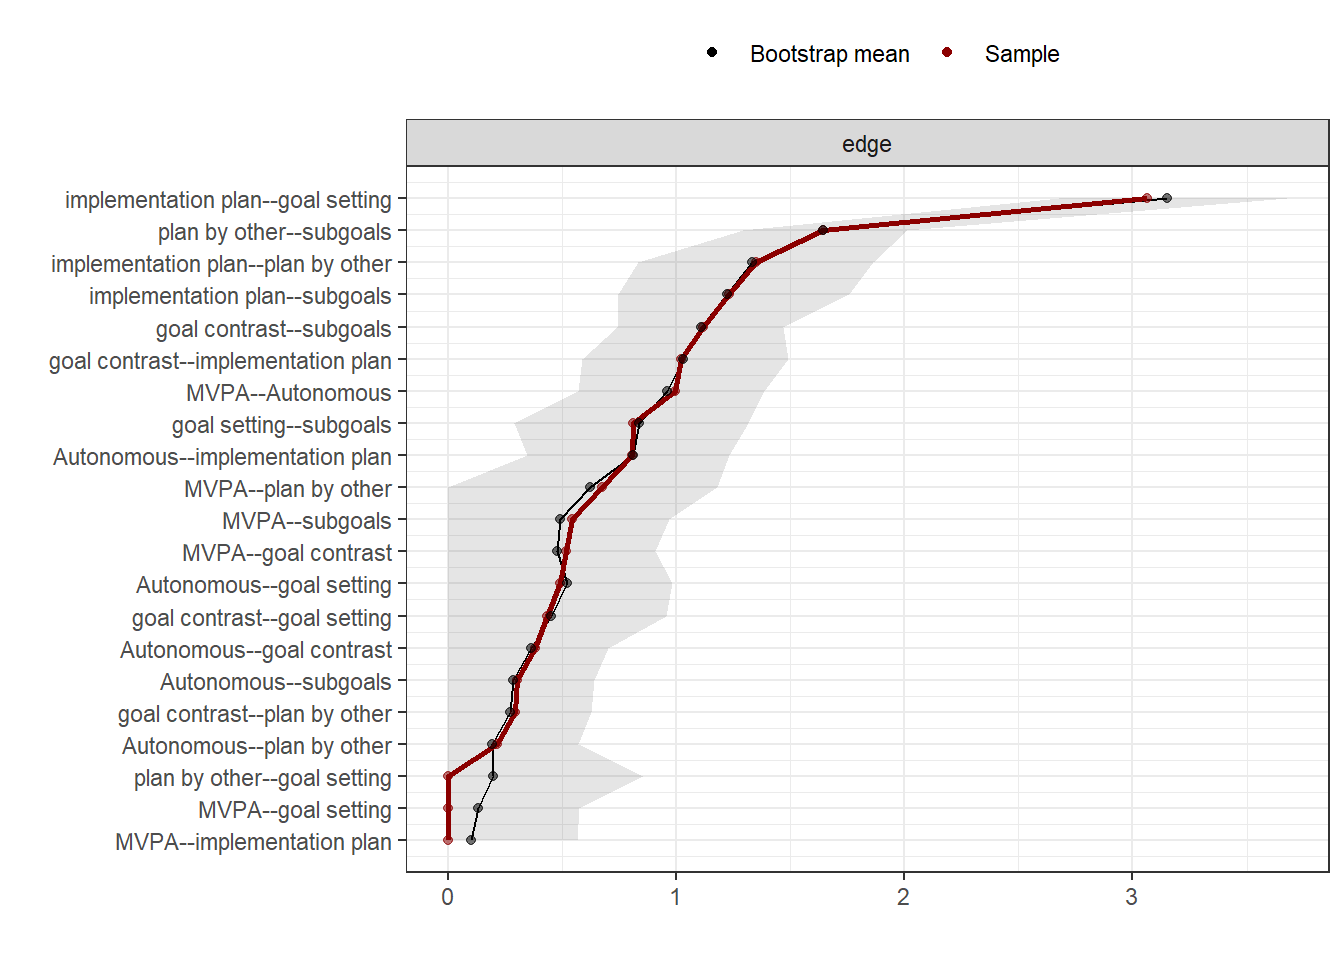 Bootstrap mean Sample
edge
implementation plan--goal setting
plan by other--subgoals
implementation plan--plan by other
implementation plan--subgoals
goal contrast--subgoals
goal contrast--implementation plan
MVPA--Autonomous
goal setting--subgoals
Autonomous--implementation plan
MVPA--plan by other
MVPA--subgoals
MVPA--goal contrast
Autonomous--goal setting
goal contrast--goal setting
Autonomous--goal contrast
Autonomous--subgoals
goal contrast--plan by other
Autonomous--plan by other
plan by other--goal setting
MVPA--goal setting
MVPA--implementation plan
0 1 2 3